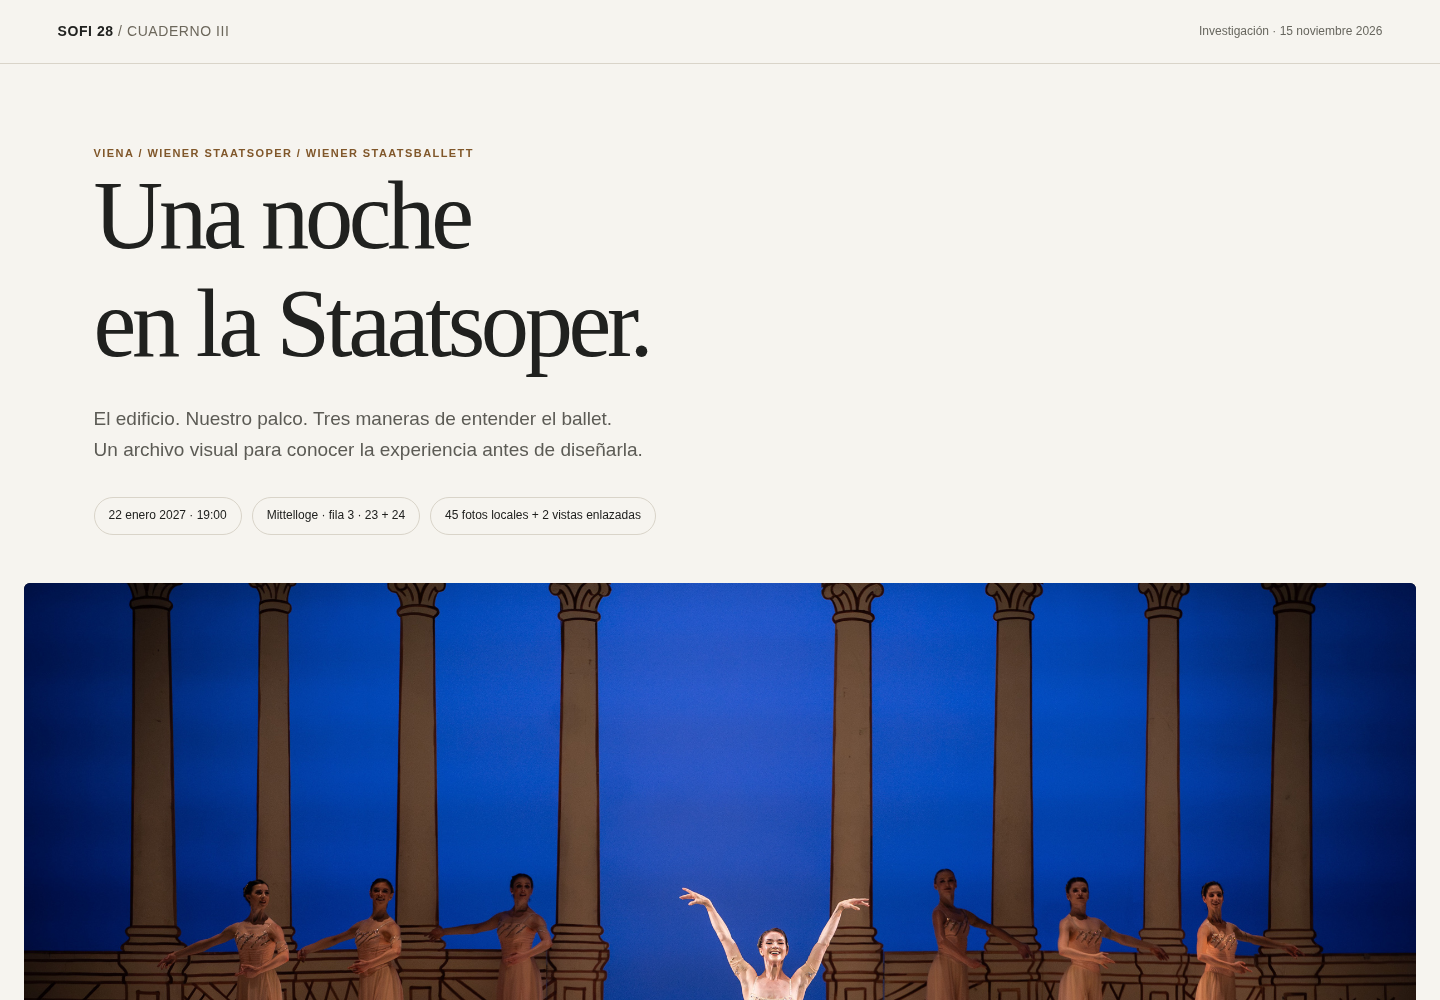 SOFI 28 / CUADERNO III
Investigación · 15 noviembre 2026
VIENA / WIENER STAATSOPER / WIENER STAATSBALLETT
Una noche
en la Staatsoper.
El edificio. Nuestro palco. Tres maneras de entender el ballet.
Un archivo visual para conocer la experiencia antes de diseñarla.
22 enero 2027 · 19:00
Mittelloge · fila 3 · 23 + 24
45 fotos locales + 2 vistas enlazadas